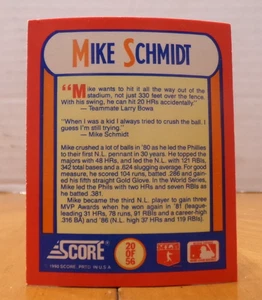 MIKE SCHMIDT
"Mike wants to hit it all the way out of the
stadium, not just 330 feet over the fence.
With his swing, he can hit 20 HRs accidentally."
— Teammate Larry Bowa
"When I was a kid I always tried to crush the ball. I
guess I'm still trying."
— Mike Schmidt
Mike crushed a lot of balls in '80 as he led the Phillies
to their first N.L. pennant in 30 years. He topped the
majors with 48 HRs, and led the N.L. with 121 RBIs,
342 total bases and a .624 slugging average. For good
measure, he scored 104 runs, batted .286 and gained
his fifth straight Gold Glove. In the World Series,
Mike led the Phils with two HRs and seven RBIs as he
batted .381.
Mike became the third N.L. player to gain three
MVP Awards when he won again in '81 (league-
leading 31 HRs, 78 runs, 91 RBIs and a career-high
.316 BA) and '86 (N.L. high 37 HRs and 119 RBIs).
SCORE
20
OF
56